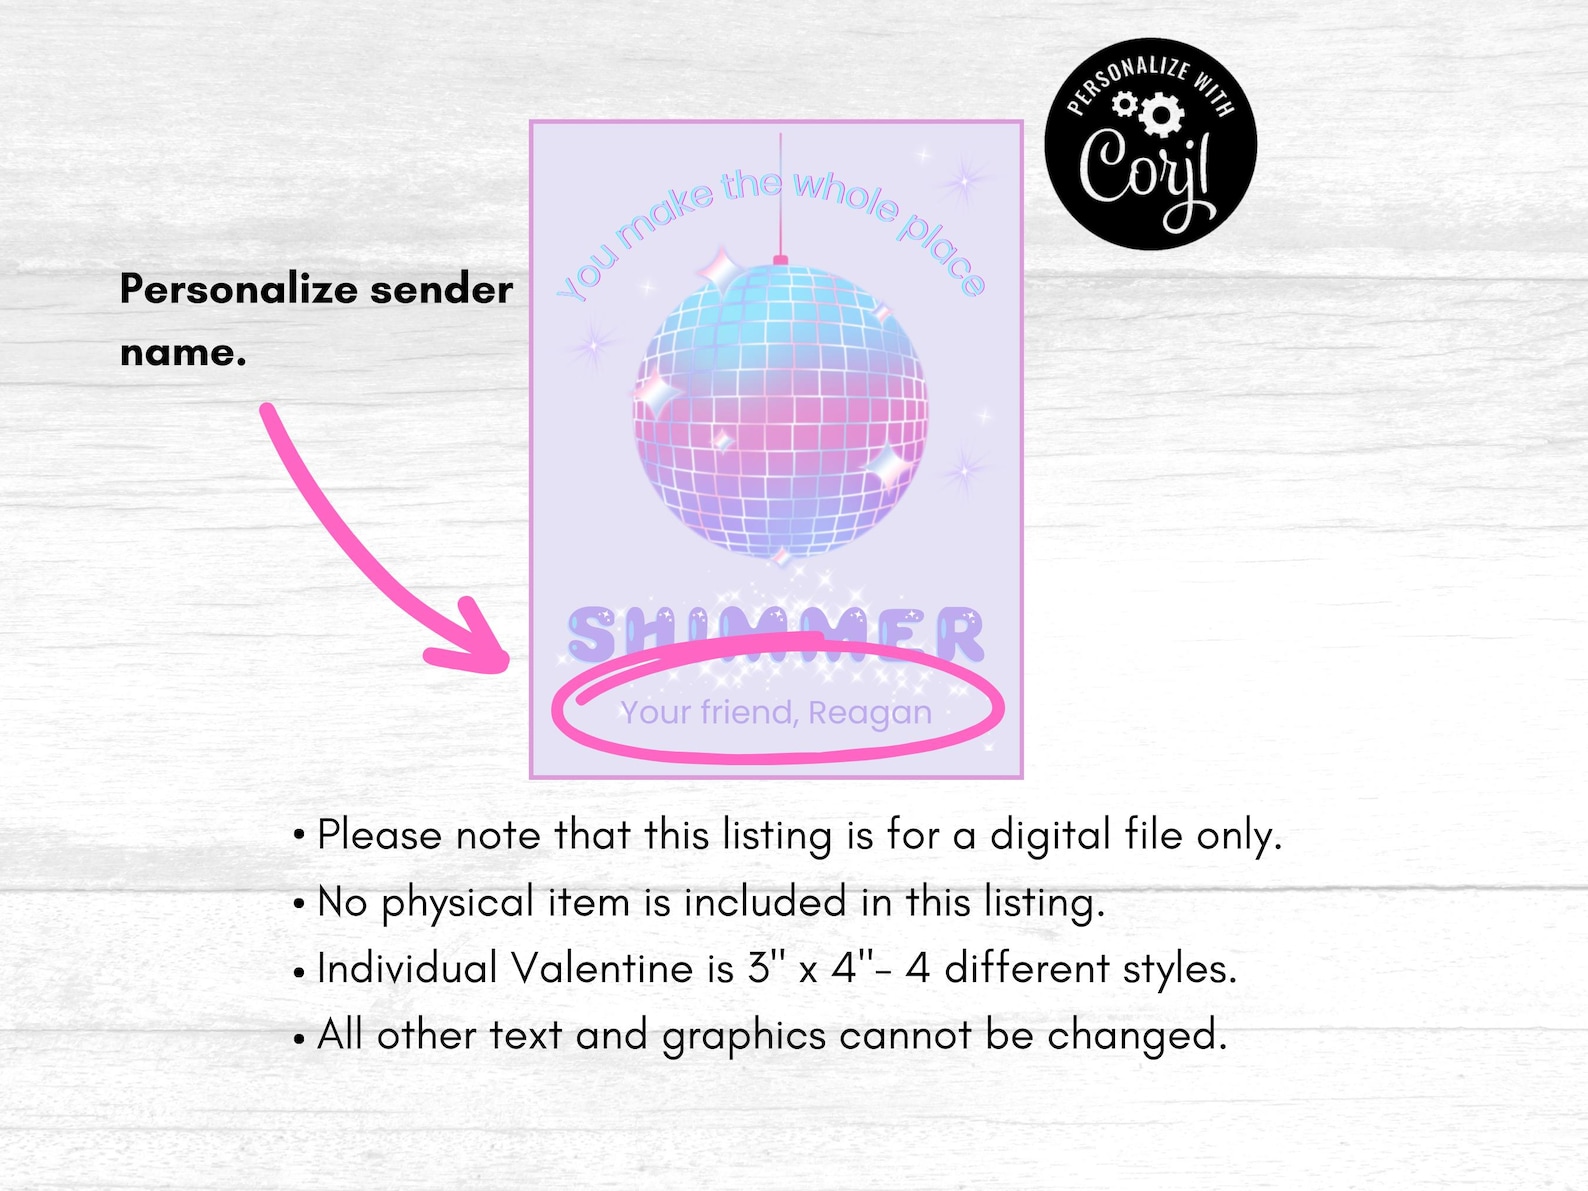 PERSONALIZE WITH
Corjl
You make the whole place
Personalize sender
name.
SHIMMER
Your friend, Reagan
• Please note that this listing is for a digital file only.
• No physical item is included in this listing.
• Individual Valentine is 3" x 4"- 4 different styles.
• All other text and graphics cannot be changed.